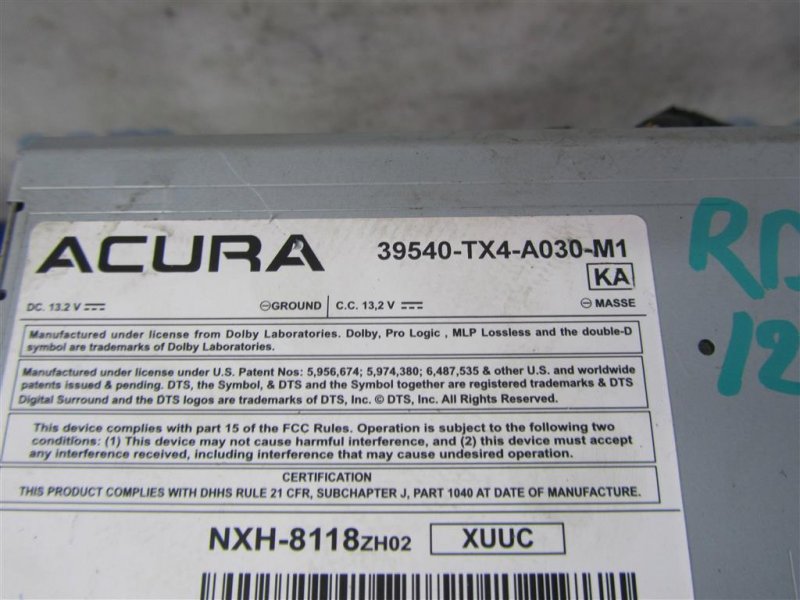 ACURA 39540-TX4-A030-M1
KA
DC. 13.2 V ⎓ ⊖GROUND C.C. 13,2 V ⎓ ⊖ MASSE
Manufactured under license from Dolby Laboratories. Dolby, Pro Logic , MLP Lossless and the double-D
symbol are trademarks of Dolby Laboratories.
Manufactured under license under U.S. Patent Nos: 5,956,674; 5,974,380; 6,487,535 & other U.S. and worldwide
patents issued & pending. DTS, the Symbol, & DTS and the Symbol together are registered trademarks & DTS
Digital Surround and the DTS logos are trademarks of DTS, Inc. © DTS, Inc. All Rights Reserved.
This device complies with part 15 of the FCC Rules. Operation is subject to the following two
conditions: (1) This device may not cause harmful interference, and (2) this device must accept
any interference received, including interference that may cause undesired operation.
CERTIFICATION
THIS PRODUCT COMPLIES WITH DHHS RULE 21 CFR, SUBCHAPTER J, PART 1040 AT DATE OF MANUFACTURE.
NXH-8118ZH02 XUUC
12